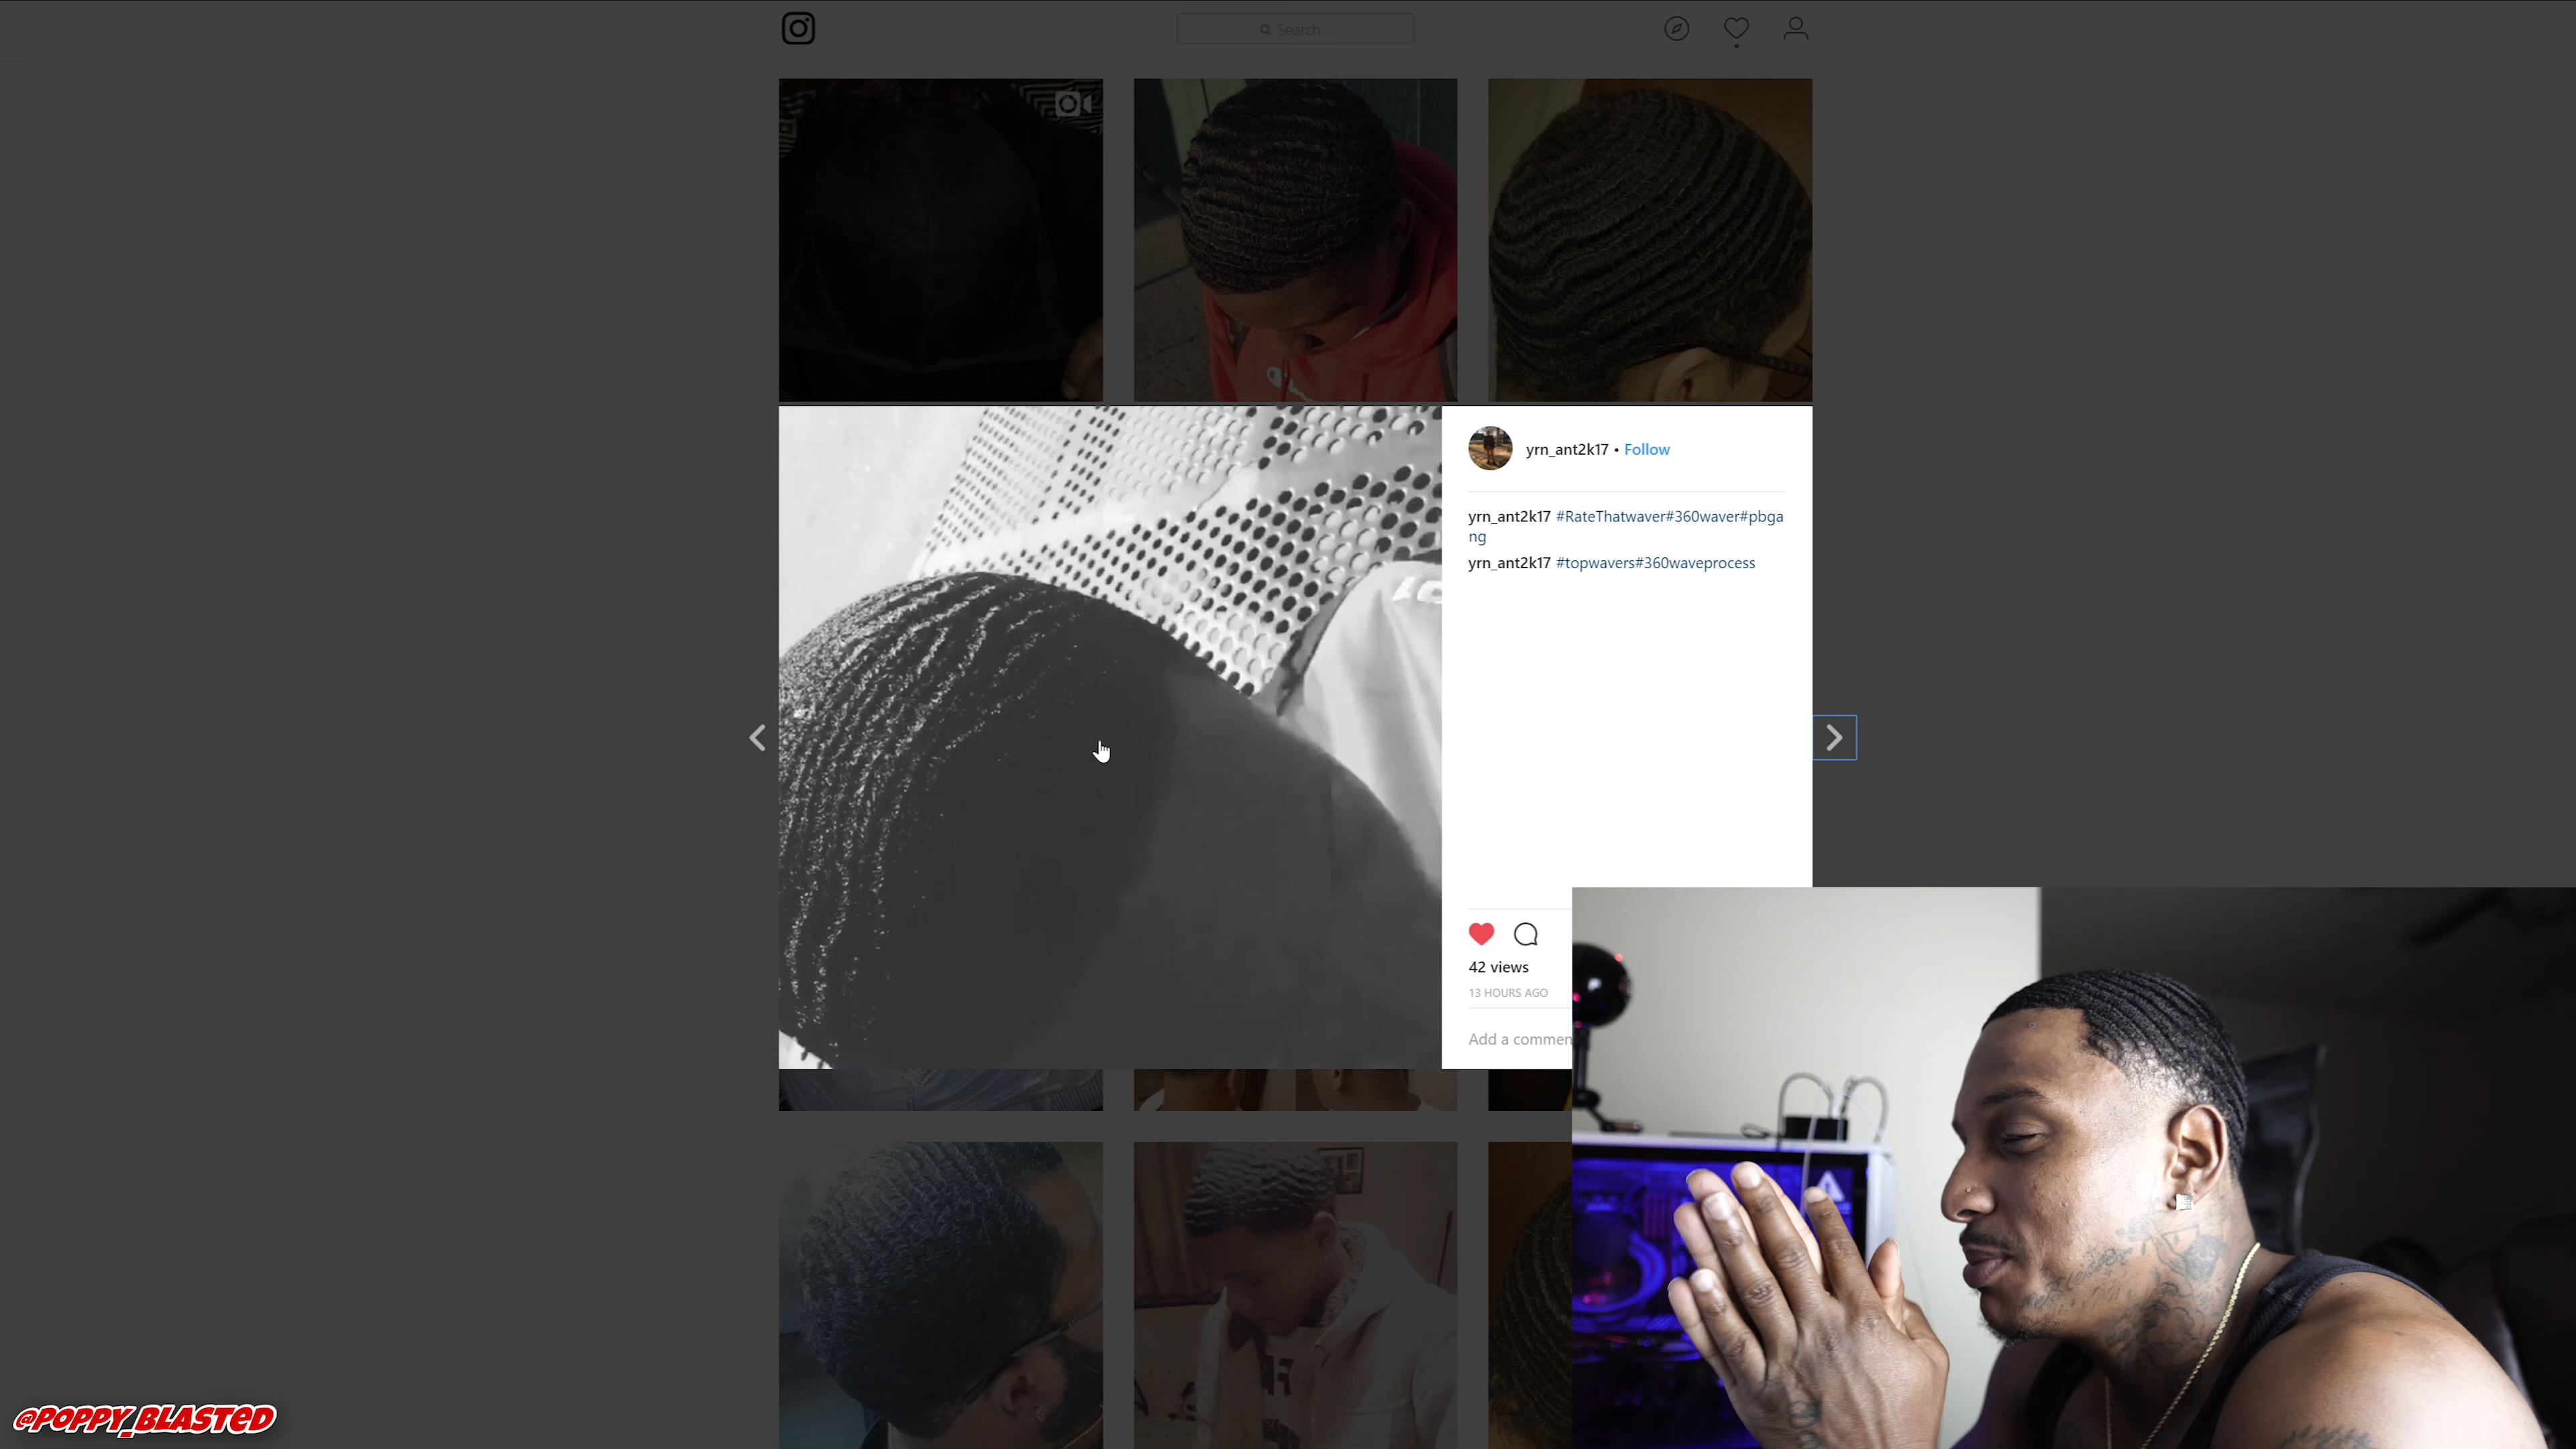 Search
yrn_ant2k17 • Follow
yrn_ant2k17 #RateThatwaver#360waver#pbga
ng
yrn_ant2k17 #topwavers#360waveprocess
42 views
13 HOURS AGO
Add a commen
@POPPY_BLASTED